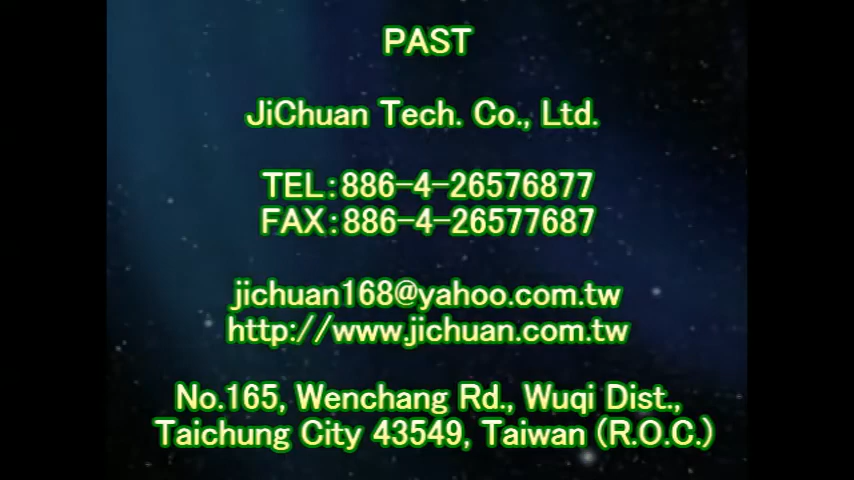 PAST
JiChuan Tech. Co., Ltd.
TEL:886-4-26576877
FAX:886-4-26577687
jichuan168@yahoo.com.tw
http://www.jichuan.com.tw
No.165, Wenchang Rd., Wuqi Dist.,
Taichung City 43549, Taiwan (R.O.C.)